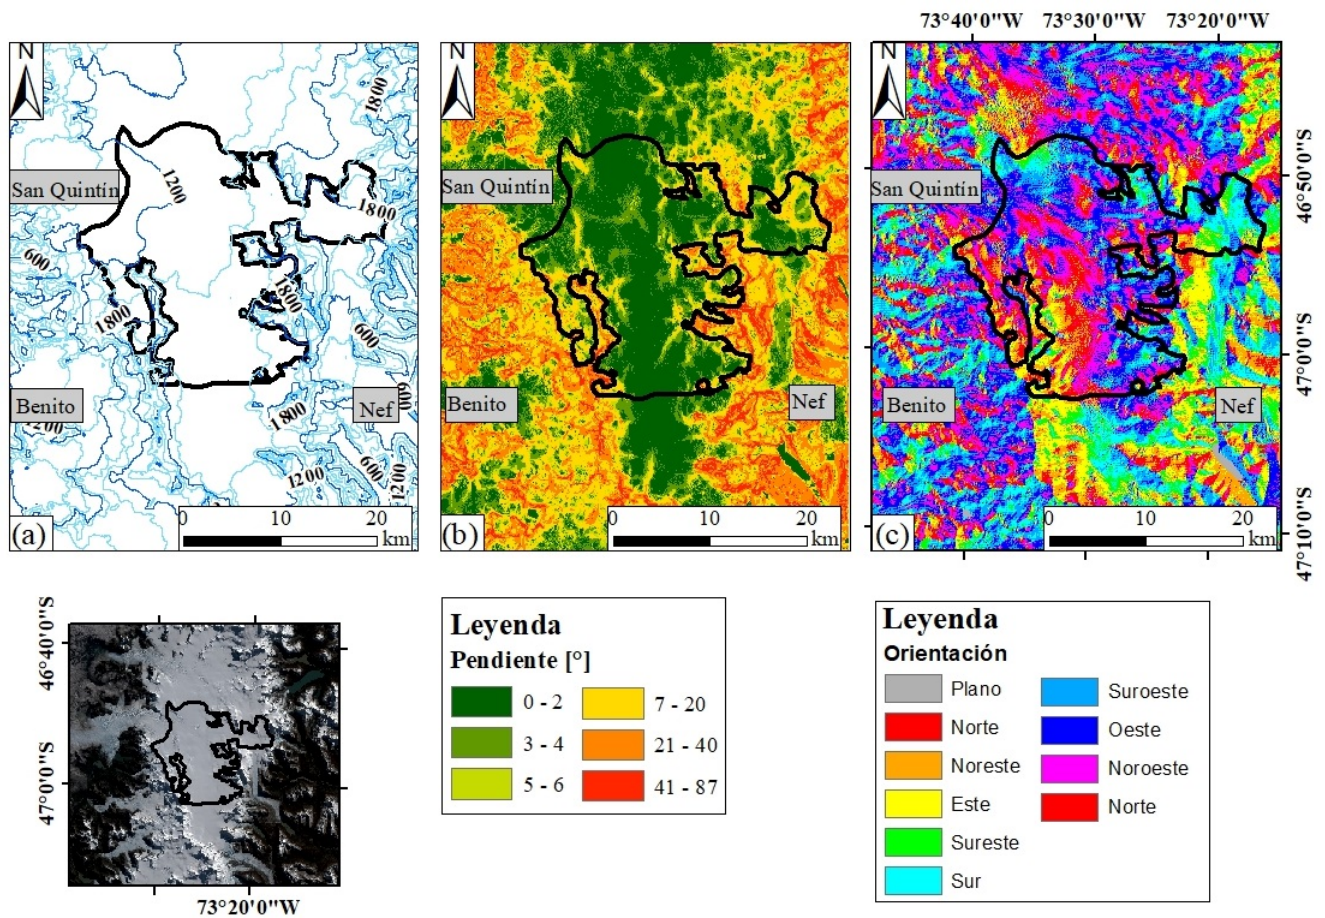 73°40'0"W 73°30'0"W 73°20'0"W
N
1800
San Quintín
1200
1800
600
1800
1800
600
Benito
Nef
600
1200
1800
1200
600
1200
0 10 20
km
(a)
N
San Quintín
Benito
Nef
0 10 20
km
(b)
N
San Quintín
Benito
Nef
0 10 20
km
(c)
46°50'0"S
47°0'0"S
47°10'0"S
46°40'0"S
47°0'0"S
73°20'0"W
Leyenda
Pendiente [°]
0 - 2
3 - 4
5 - 6
7 - 20
21 - 40
41 - 87
Leyenda
Orientación
Plano
Norte
Noreste
Este
Sureste
Sur
Suroeste
Oeste
Noroeste
Norte